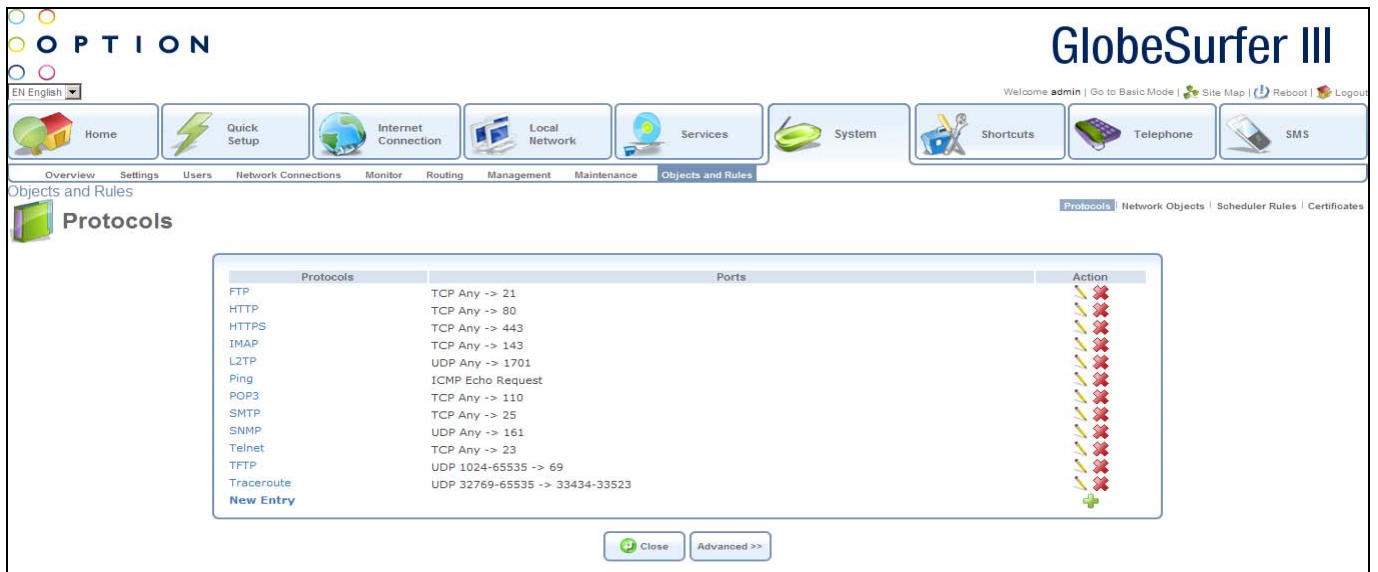 OPTION
GlobeSurfer III
EN English
Welcome admin | Go to Basic Mode | Site Map | Reboot | Logout
Home
Quick Setup
Internet Connection
Local Network
Services
System
Shortcuts
Telephone
SMS
Overview Settings Users Network Connections Monitor Routing Management Maintenance Objects and Rules
Objects and Rules
Protocols
Protocols | Network Objects | Scheduler Rules | Certificates
Protocols Ports Action
FTP TCP Any -> 21
HTTP TCP Any -> 80
HTTPS TCP Any -> 443
IMAP TCP Any -> 143
L2TP UDP Any -> 1701
Ping ICMP Echo Request
POP3 TCP Any -> 110
SMTP TCP Any -> 25
SNMP UDP Any -> 161
Telnet TCP Any -> 23
TFTP UDP 1024-65535 -> 69
Traceroute UDP 32769-65535 -> 33434-33523
New Entry
Close Advanced >>